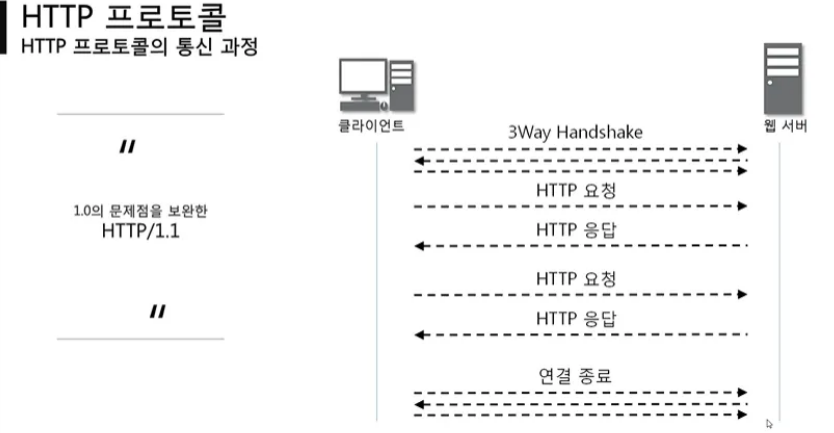 HTTP 프로토콜
HTTP 프로토콜의 통신 과정
〃
1.0의 문제점을 보완한
HTTP/1.1
〃
클라이언트
웹 서버
3Way Handshake
HTTP 요청
HTTP 응답
HTTP 요청
HTTP 응답
연결 종료